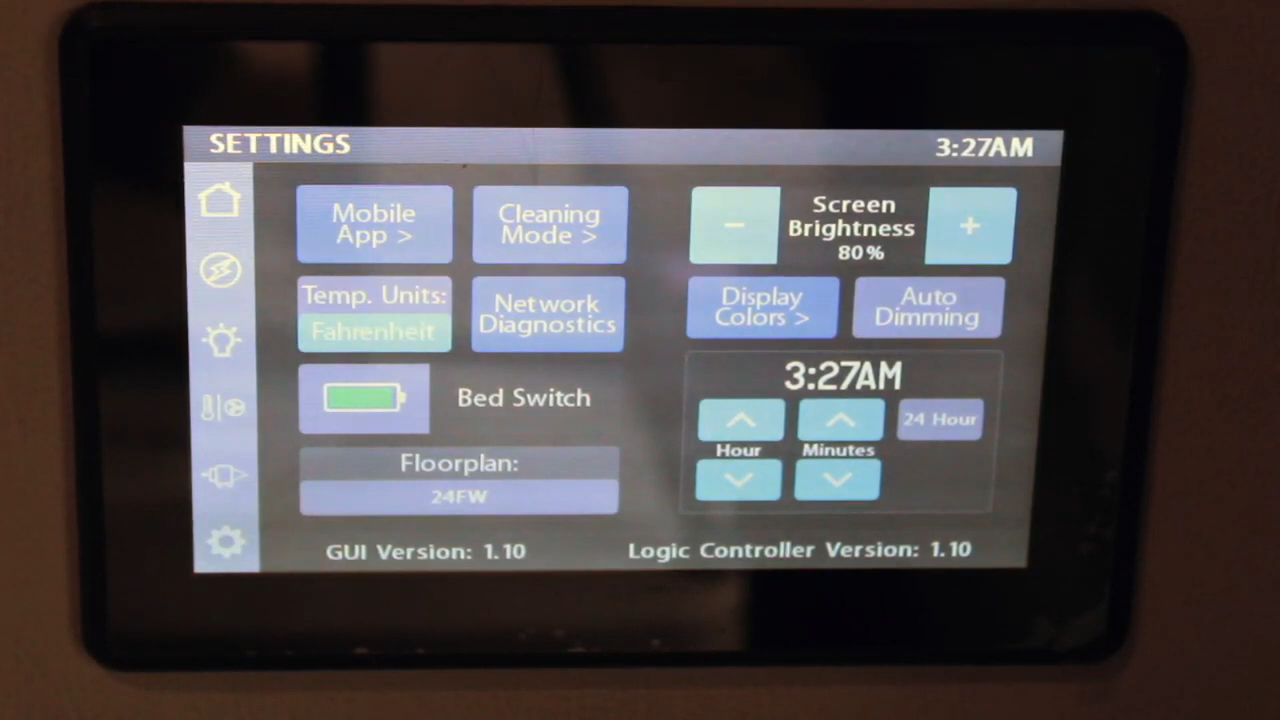 SETTINGS
3:27AM
Mobile
App >
Cleaning
Mode >
−
Screen
Brightness
80%
+
Temp. Units:
Fahrenheit
Network
Diagnostics
Display
Colors >
Auto
Dimming
Bed Switch
3:27AM
24 Hour
Hour
Minutes
Floorplan:
24FW
GUI Version: 1.10
Logic Controller Version: 1.10